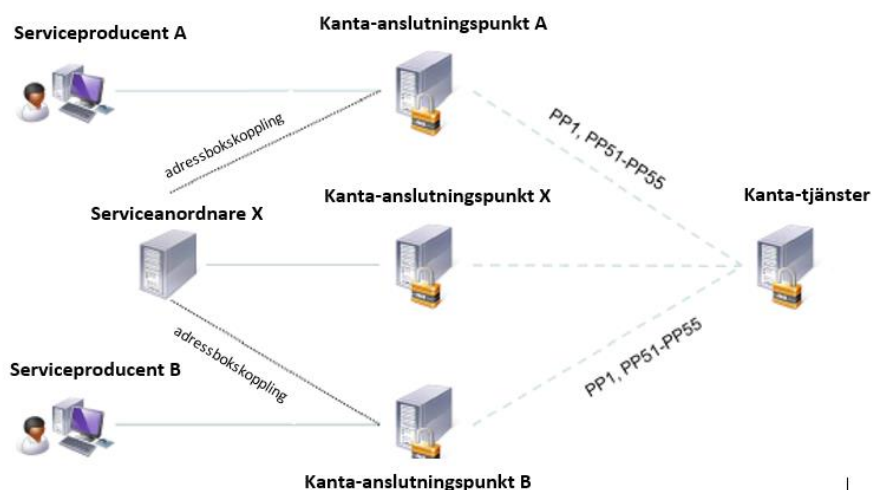 Serviceproducent A
Kanta-anslutningspunkt A
adressbokskoppling
PP1, PP51-PP55
Serviceanordnare X
Kanta-anslutningspunkt X
Kanta-tjänster
adressbokskoppling
PP1, PP51-PP55
Serviceproducent B
Kanta-anslutningspunkt B